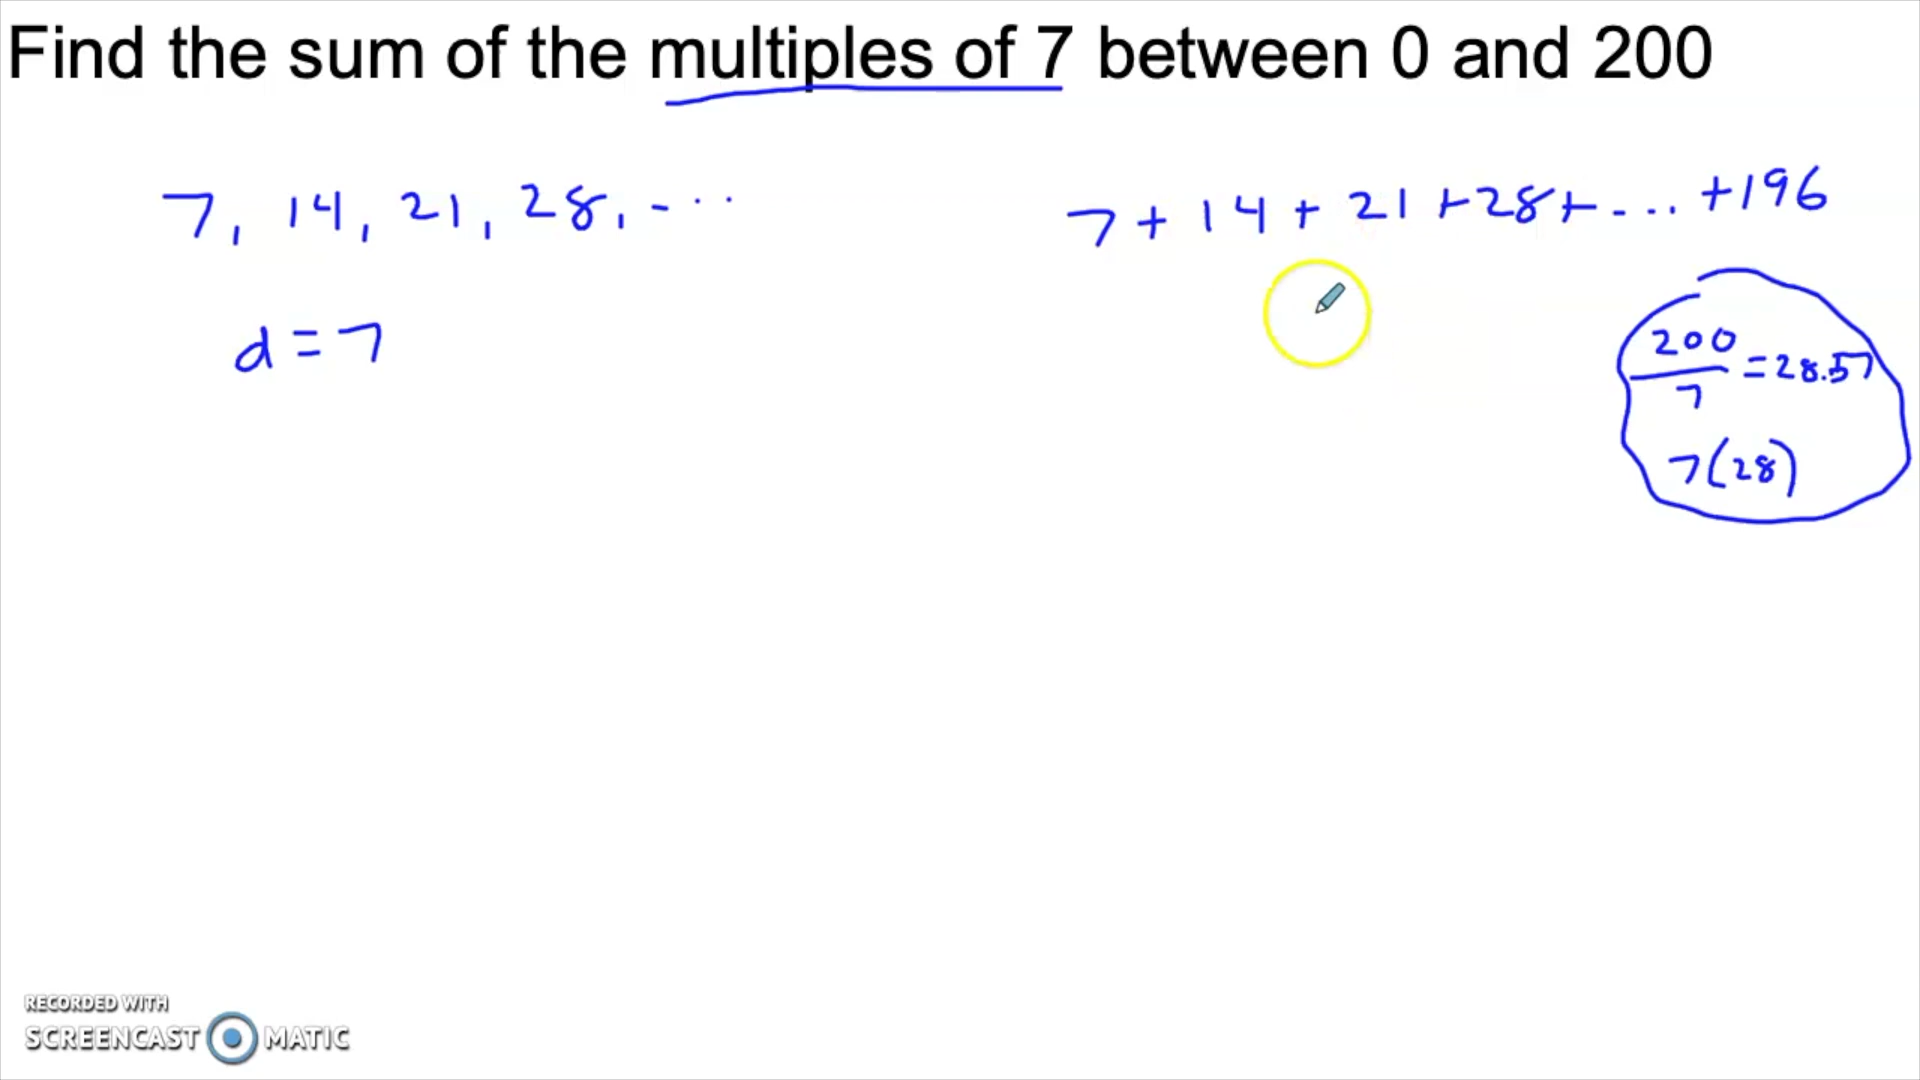 Find the sum of the multiples of 7 between 0 and 200
7, 14, 21, 28, ...
7 + 14 + 21 + 28 + ... + 196
d = 7
200
7
= 28.57
7(28)
RECORDED WITH
SCREENCAST MATIC